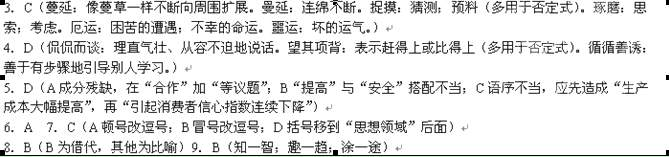 3. C（蔓延：像蔓草一样不断向周围扩展。曼延：连绵不断。捉摸：猜测；预料（多用于否定式）。琢磨：思
索；考虑。厄运：困苦的遭遇；不幸的命运。噩运：坏的运气。）
4. D（侃侃而谈：理直气壮、从容不迫地说话。望其项背：表示赶得上或比得上（多用于否定式）。循循善诱：
善于有步骤地引导别人学习。）
5. D（A 成分残缺，在“合作”加“等议题”；B“提高”与“安全”搭配不当；C 语序不当，应先造成“生产
成本大幅提高”，再“引起消费者信心指数连续下降”）
6. A 7. C（A 顿号改逗号；B 冒号改逗号；D 括号移到“思想领域”后面）
8. B（B 为借代，其他为比喻）9. B（知一智；趣一趋；涂一途）